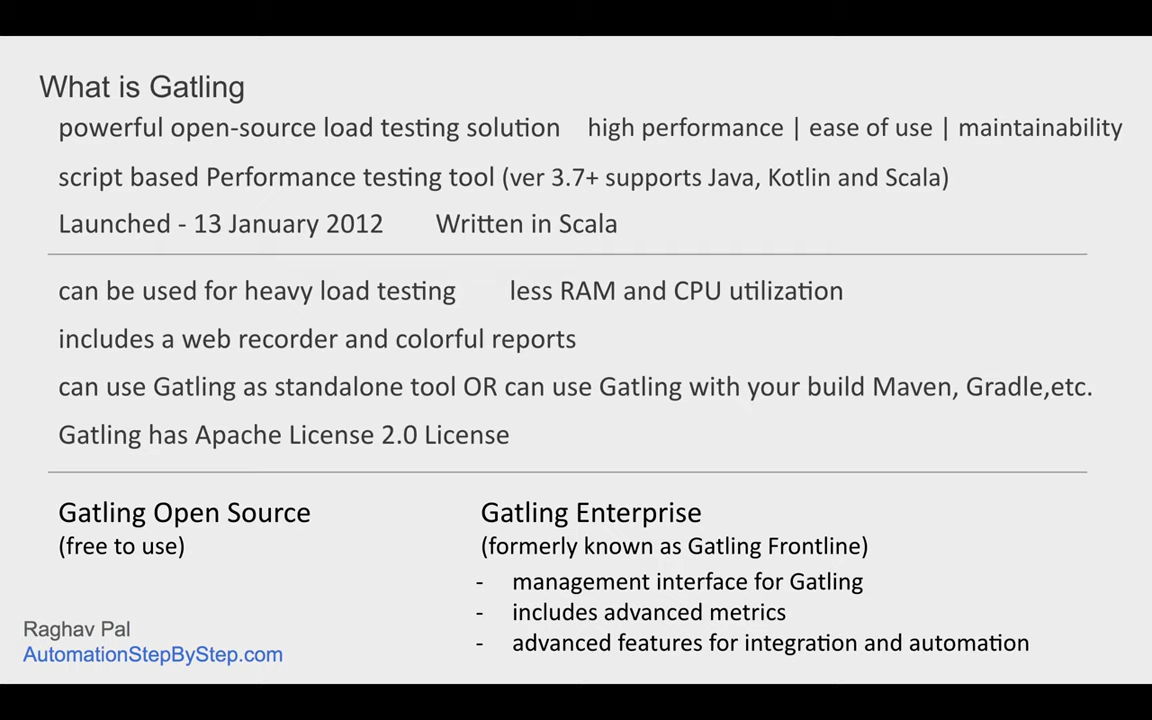 What is Gatling
powerful open-source load testing solution high performance | ease of use | maintainability
script based Performance testing tool (ver 3.7+ supports Java, Kotlin and Scala)
Launched - 13 January 2012 Written in Scala
can be used for heavy load testing less RAM and CPU utilization
includes a web recorder and colorful reports
can use Gatling as standalone tool OR can use Gatling with your build Maven, Gradle,etc.
Gatling has Apache License 2.0 License
Gatling Open Source
(free to use)
Gatling Enterprise
(formerly known as Gatling Frontline)
- management interface for Gatling
- includes advanced metrics
- advanced features for integration and automation
Raghav Pal
AutomationStepByStep.com